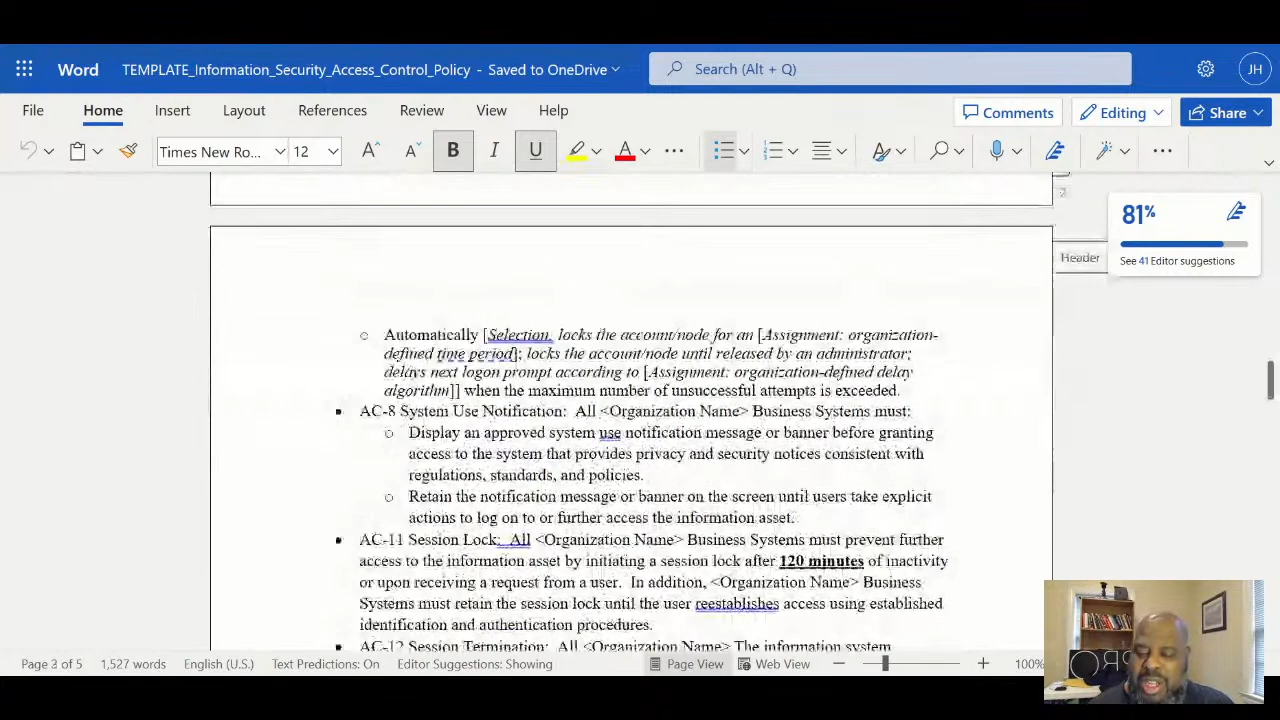 Word TEMPLATE_Information_Security_Access_Control_Policy - Saved to OneDrive Search (Alt + Q) JH
File Home Insert Layout References Review View Help Comments Editing Share
Times New Ro... 12 A A B I U A
81%
See 41 Editor suggestions
Header
o Automatically [Selection, locks the account/node for an [Assignment: organization-
defined time period]; locks the account/node until released by an administrator;
delays next logon prompt according to [Assignment: organization-defined delay
algorithm]] when the maximum number of unsuccessful attempts is exceeded.
▪ AC-8 System Use Notification: All <Organization Name> Business Systems must:
o Display an approved system use notification message or banner before granting
access to the system that provides privacy and security notices consistent with
regulations, standards, and policies.
o Retain the notification message or banner on the screen until users take explicit
actions to log on to or further access the information asset.
▪ AC-11 Session Lock: All <Organization Name> Business Systems must prevent further
access to the information asset by initiating a session lock after 120 minutes of inactivity
or upon receiving a request from a user. In addition, <Organization Name> Business
Systems must retain the session lock until the user reestablishes access using established
identification and authentication procedures.
AC-12 Session Termination: All <Organization Name> The information system
Page 3 of 5 1,527 words English (U.S.) Text Predictions: On Editor Suggestions: Showing Page View Web View 100%